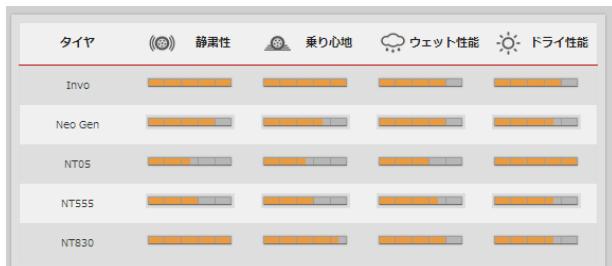 タイヤ 静粛性 乗り心地 ウェット性能 ドライ性能
Invo
Neo Gen
NT05
NT555
NT830